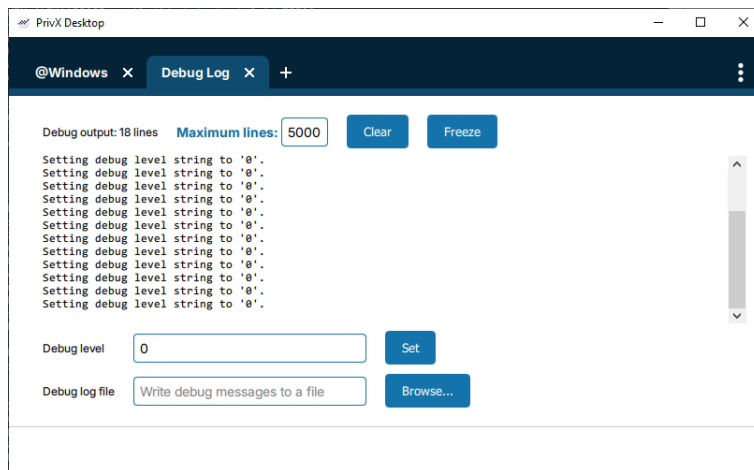 PrivX Desktop
@Windows
Debug Log
Debug output: 18 lines Maximum lines: 5000 Clear Freeze
Setting debug level string to '0'.
Setting debug level string to '0'.
Setting debug level string to '0'.
Setting debug level string to '0'.
Setting debug level string to '0'.
Setting debug level string to '0'.
Setting debug level string to '0'.
Setting debug level string to '0'.
Setting debug level string to '0'.
Setting debug level string to '0'.
Setting debug level string to '0'.
Setting debug level string to '0'.
Debug level 0 Set
Debug log file Write debug messages to a file Browse...